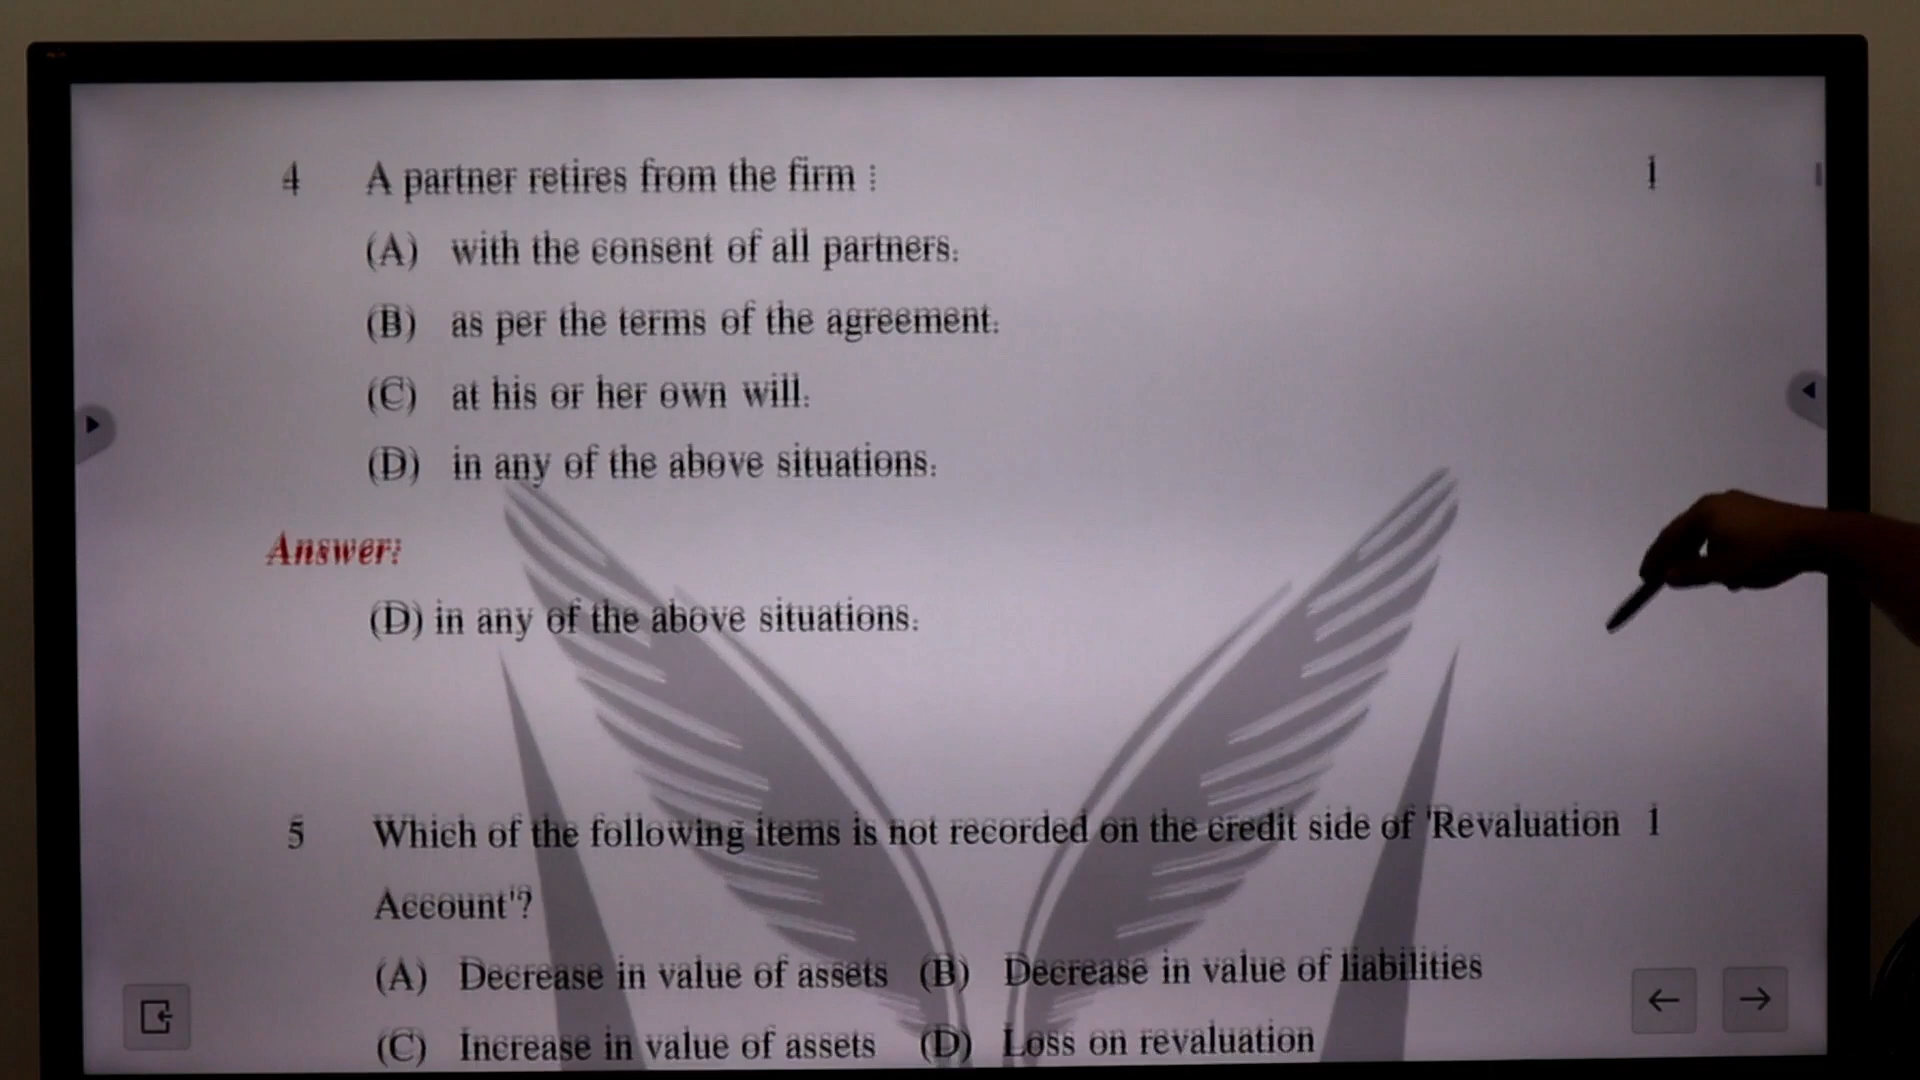 4 A partner retires from the firm : 1
(A) with the consent of all partners.
(B) as per the terms of the agreement.
(C) at his or her own will.
(D) in any of the above situations.
Answer:
(D) in any of the above situations.
5 Which of the following items is not recorded on the credit side of 'Revaluation 1
Account'?
(A) Decrease in value of assets (B) Decrease in value of liabilities
(C) Increase in value of assets (D) Loss on revaluation